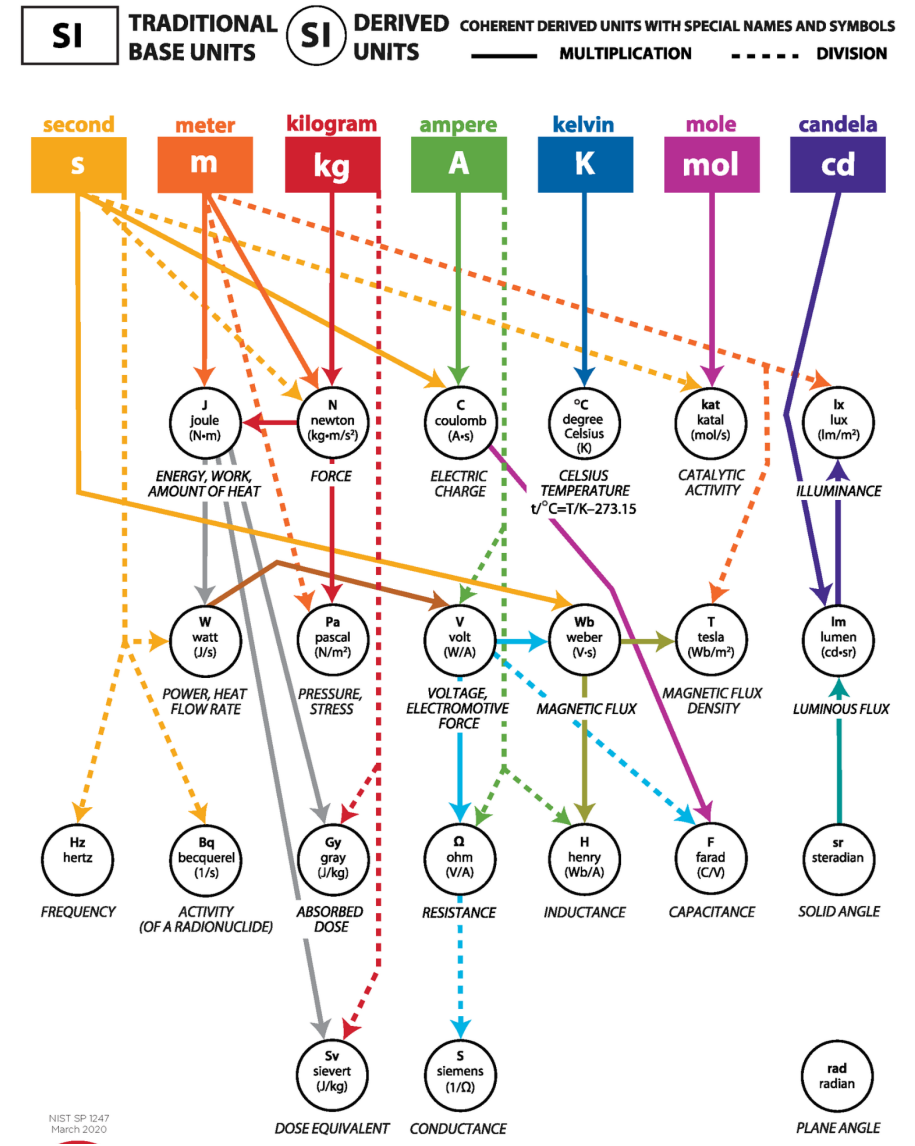 SI
TRADITIONAL
BASE UNITS
SI
DERIVED
UNITS
COHERENT DERIVED UNITS WITH SPECIAL NAMES AND SYMBOLS
MULTIPLICATION
DIVISION
second
meter
kilogram
ampere
kelvin
mole
candela
s
m
kg
A
K
mol
cd
J
joule
(N•m)
ENERGY, WORK,
AMOUNT OF HEAT
N
newton
(kg•m/s²)
FORCE
C
coulomb
(A•s)
ELECTRIC
CHARGE
°C
degree
Celsius
(K)
CELSIUS
TEMPERATURE
t/°C=T/K–273.15
kat
katal
(mol/s)
CATALYTIC
ACTIVITY
lx
lux
(lm/m²)
ILLUMINANCE
W
watt
(J/s)
POWER, HEAT
FLOW RATE
Pa
pascal
(N/m²)
PRESSURE,
STRESS
V
volt
(W/A)
VOLTAGE,
ELECTROMOTIVE
FORCE
Wb
weber
(V•s)
MAGNETIC FLUX
T
tesla
(Wb/m²)
MAGNETIC FLUX
DENSITY
lm
lumen
(cd•sr)
LUMINOUS FLUX
Hz
hertz
FREQUENCY
Bq
becquerel
(1/s)
ACTIVITY
(OF A RADIONUCLIDE)
Gy
gray
(J/kg)
ABSORBED
DOSE
Ω
ohm
(V/A)
RESISTANCE
H
henry
(Wb/A)
INDUCTANCE
F
farad
(C/V)
CAPACITANCE
sr
steradian
SOLID ANGLE
Sv
sievert
(J/kg)
DOSE EQUIVALENT
S
siemens
(1/Ω)
CONDUCTANCE
rad
radian
PLANE ANGLE
NIST SP 1247
March 2020